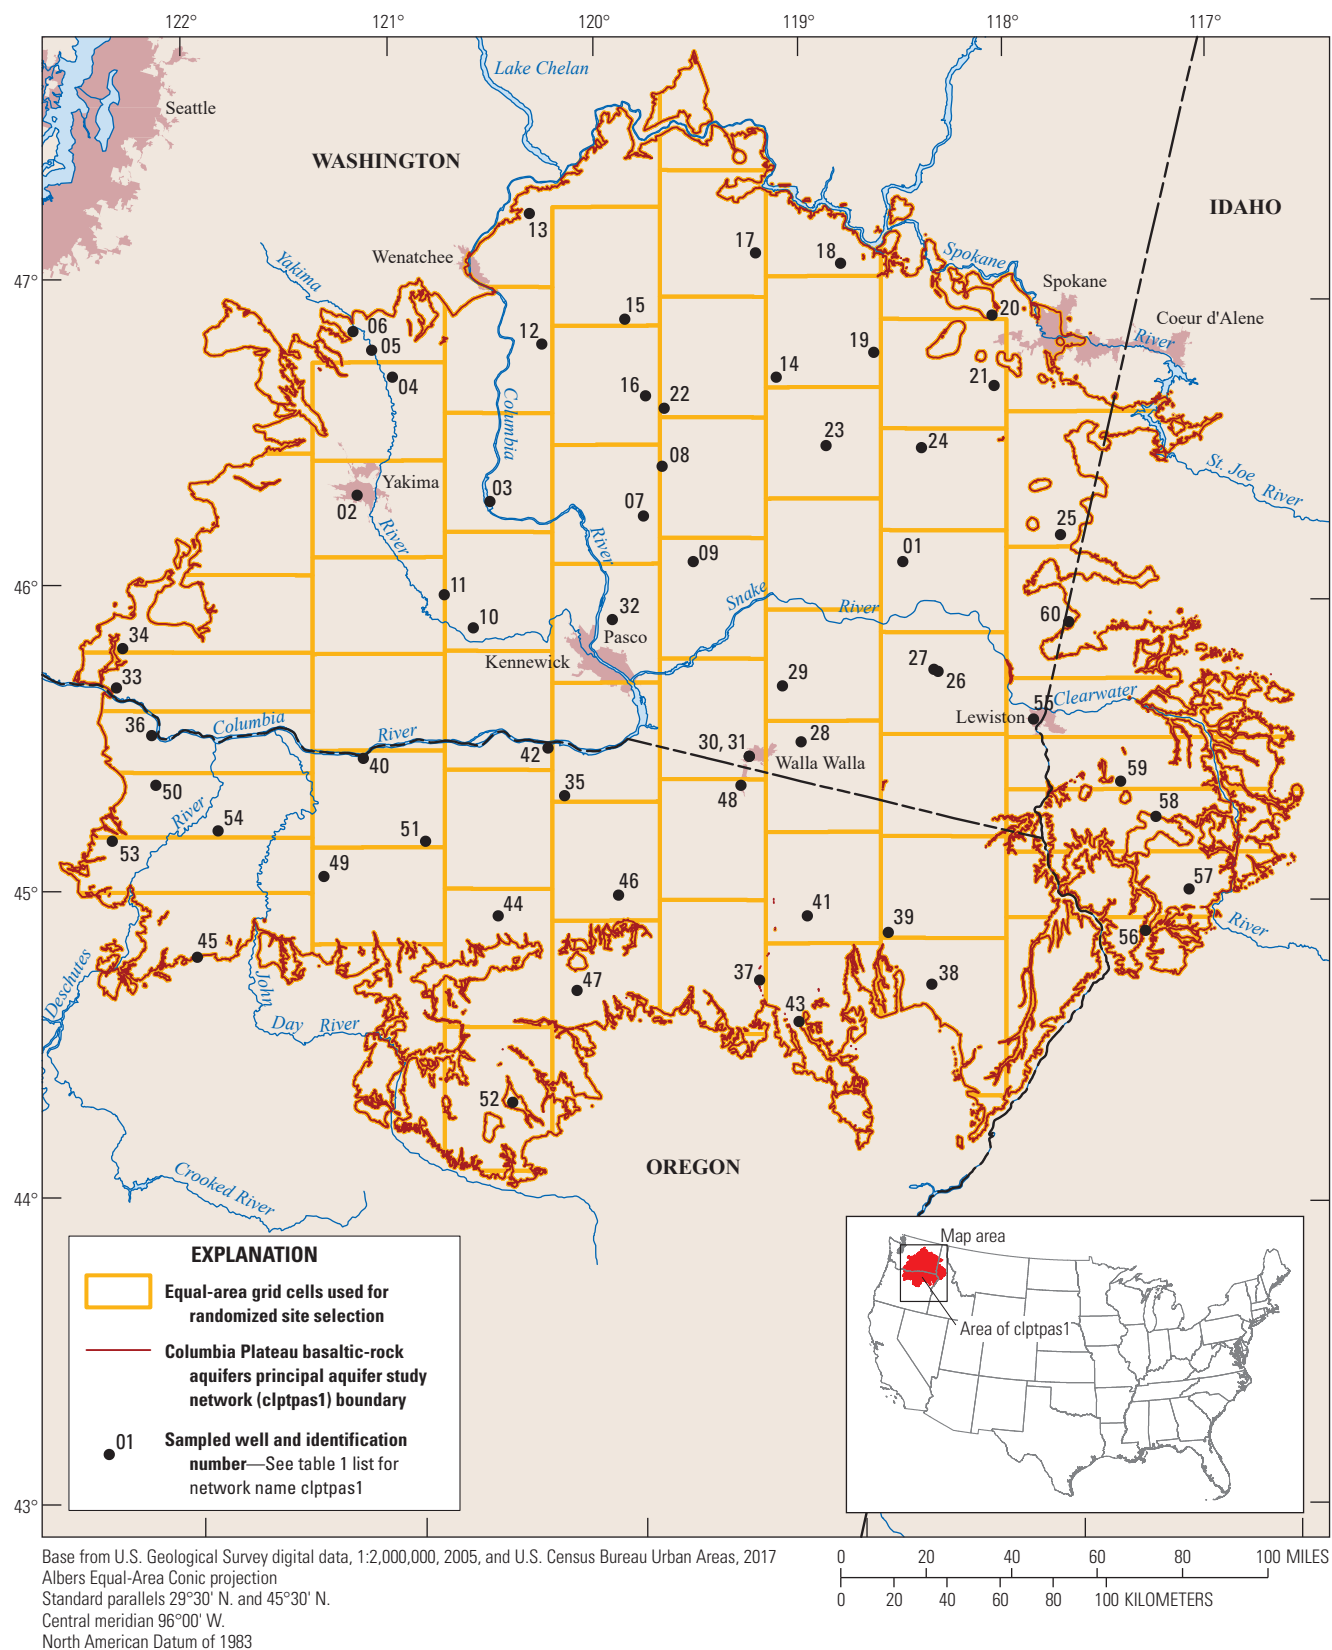 122° 121° 120° 119° 118° 117°
Lake Chelan
Seattle
WASHINGTON
IDAHO
13
17
18
Wenatchee
Yakima
Spokane
Spokane
47°
20
Coeur d'Alene
River
15
06
12
05
19
14
21
04
16
22
Columbia
23
24
08
St. Joe
River
Yakima
02
03
07
25
River
River
09
01
46°
11
Snake
River
10
32
60
34
Pasco
Kennewick
27
26
33
29
55
Clearwater
Lewiston
36
Columbia
River
42
30, 31
28
Walla Walla
40
59
50
35
48
58
River
54
51
53
49
46
57
45°
44
41
39
River
56
45
38
37
47
Deschutes
John
43
Day River
52
OREGON
Crooked River
44°
43°
EXPLANATION
Equal-area grid cells used for
randomized site selection
Columbia Plateau basaltic-rock
aquifers principal aquifer study
network (clptpas1) boundary
01
Sampled well and identification
number—See table 1 list for
network name clptpas1
Map area
Area of clptpas1
Base from U.S. Geological Survey digital data, 1:2,000,000, 2005, and U.S. Census Bureau Urban Areas, 2017
Albers Equal-Area Conic projection
Standard parallels 29°30' N. and 45°30' N.
Central meridian 96°00' W.
North American Datum of 1983
0 20 40 60 80 100 MILES
0 20 40 60 80 100 KILOMETERS